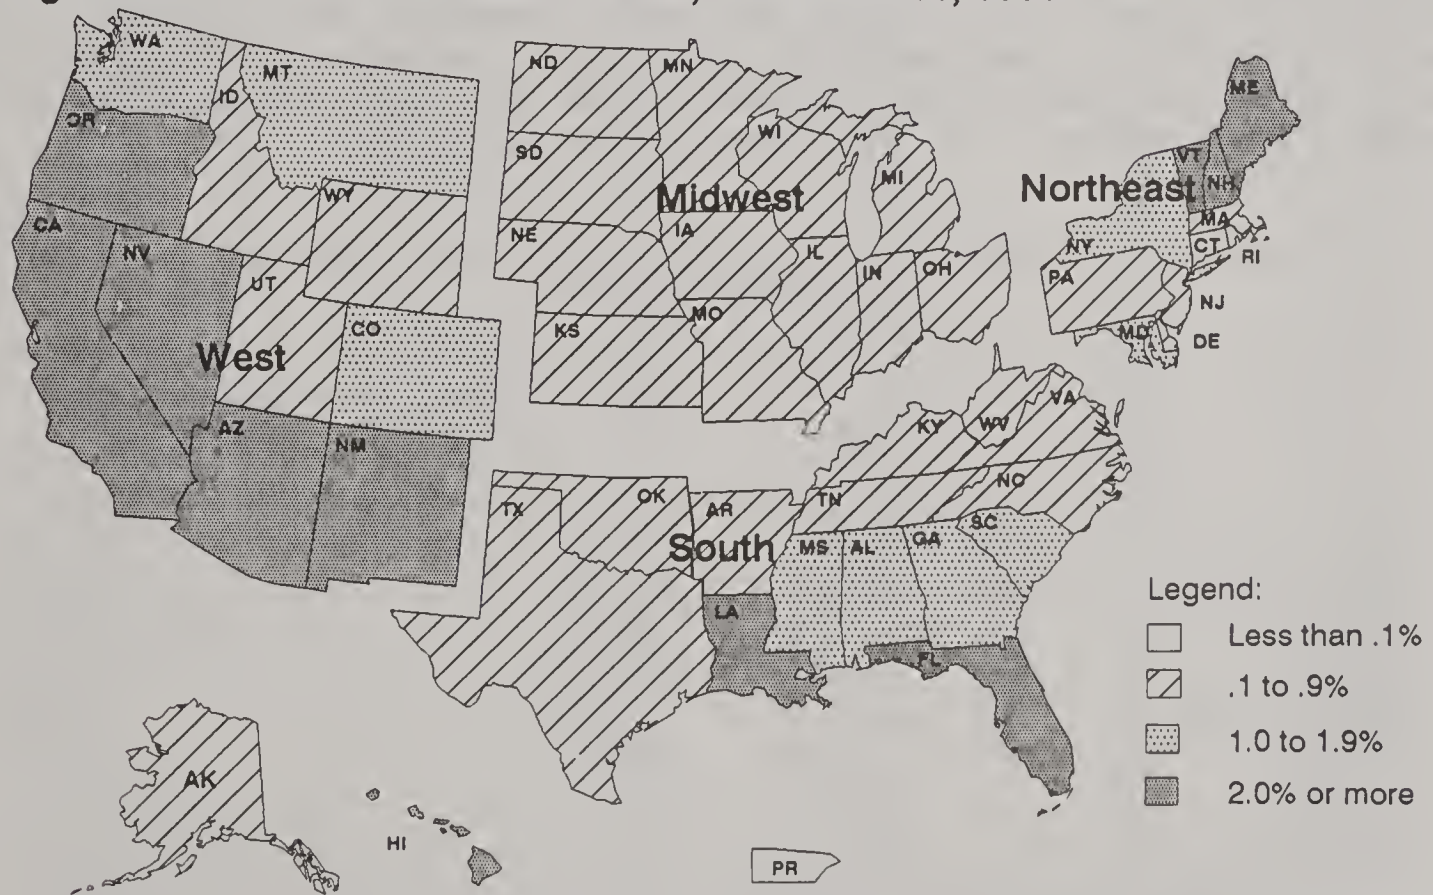 WA
MT
ID
OR
WY
CA
NV
UT
CO
West
AZ
NM
ND
MN
SD
WI
MI
Midwest
NE
IA
IL
IN
OH
KS
MO
ME
VT
Northeast
NH
MA
NY
CT
RI
PA
NJ
MD
DE
VA
KY
WV
NC
TN
OK
TX
AR
South
SC
MS
AL
GA
LA
FL
AK
HI
PR
Legend:
Less than .1%
.1 to .9%
1.0 to 1.9%
2.0% or more